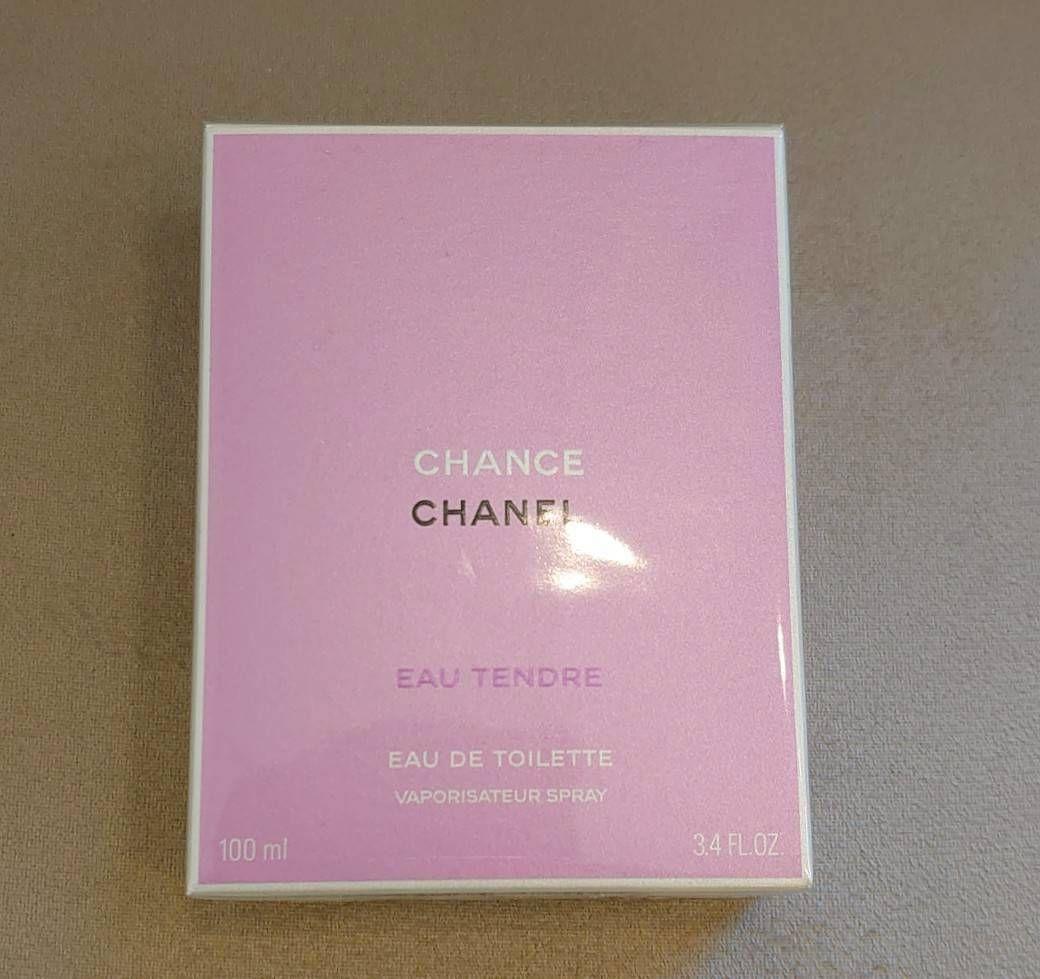 CHANCE
CHANEL
EAU TENDRE
EAU DE TOILETTE
VAPORISATEUR SPRAY
100 ml
3.4 FL.OZ.